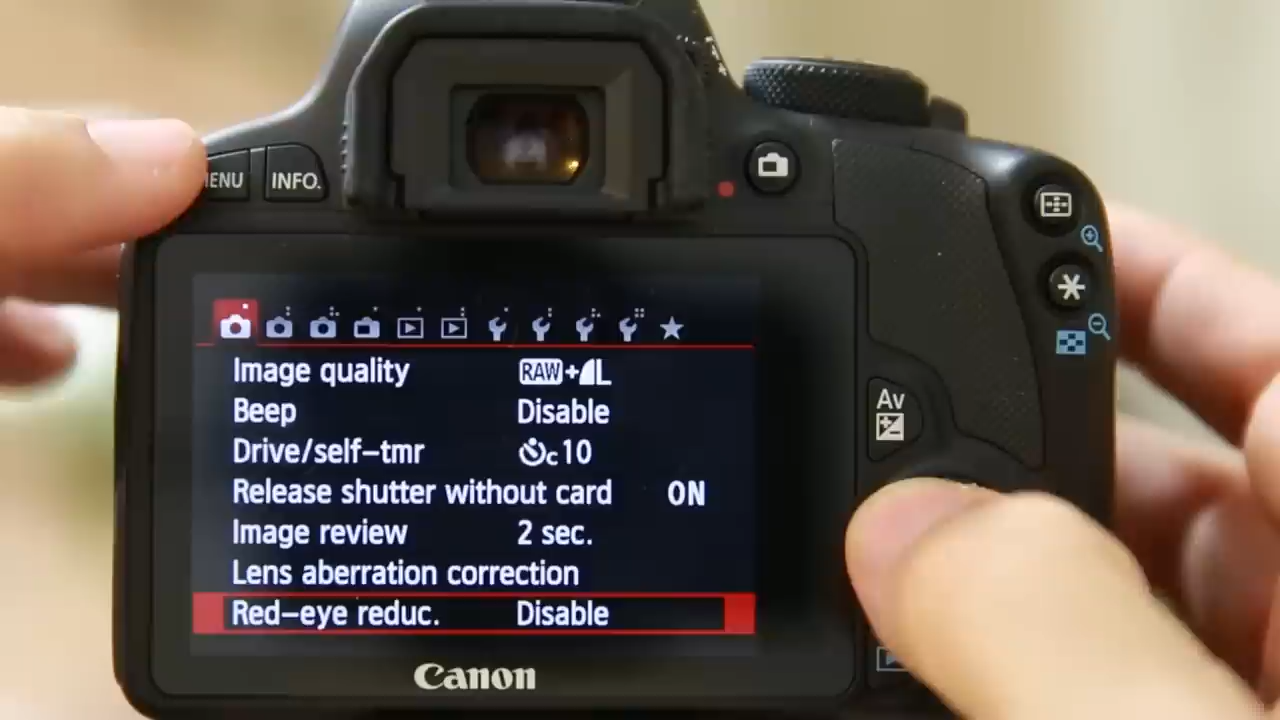 MENU INFO.
Image quality RAW+L
Beep Disable
Drive/self-tmr c10
Release shutter without card ON
Image review 2 sec.
Lens aberration correction
Red-eye reduc. Disable
Av
Canon